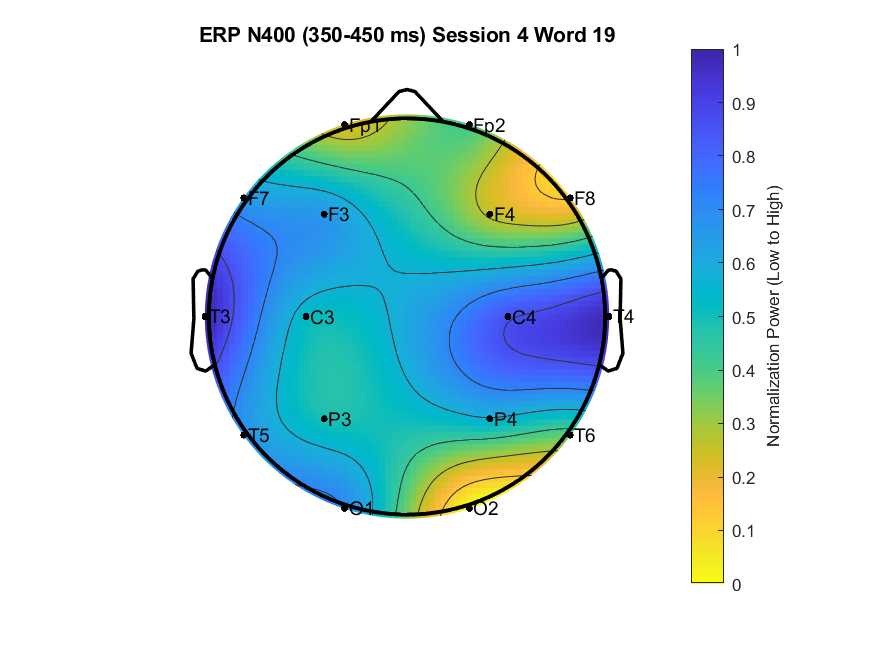 ERP N400 (350-450 ms) Session 4 Word 19
Fp1
Fp2
F7
F3
F4
F8
T3
C3
C4
T4
T5
P3
P4
T6
O1
O2
1
0.9
0.8
0.7
0.6
0.5
0.4
0.3
0.2
0.1
0
Normalization Power (Low to High)